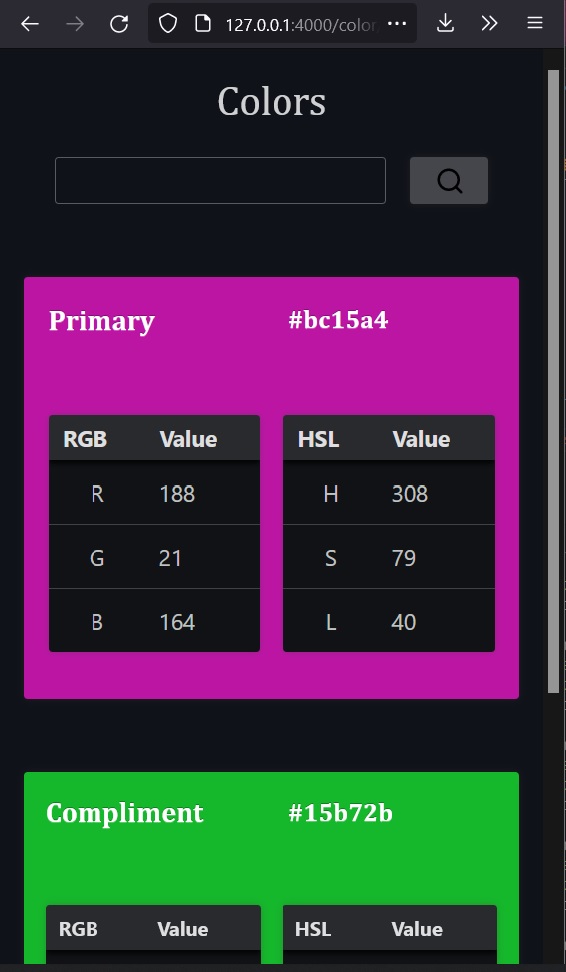 127.0.0.1:4000/color
Colors
Primary #bc15a4
RGB Value HSL Value
R 188 H 308
G 21 S 79
B 164 L 40
Compliment #15b72b
RGB Value HSL Value